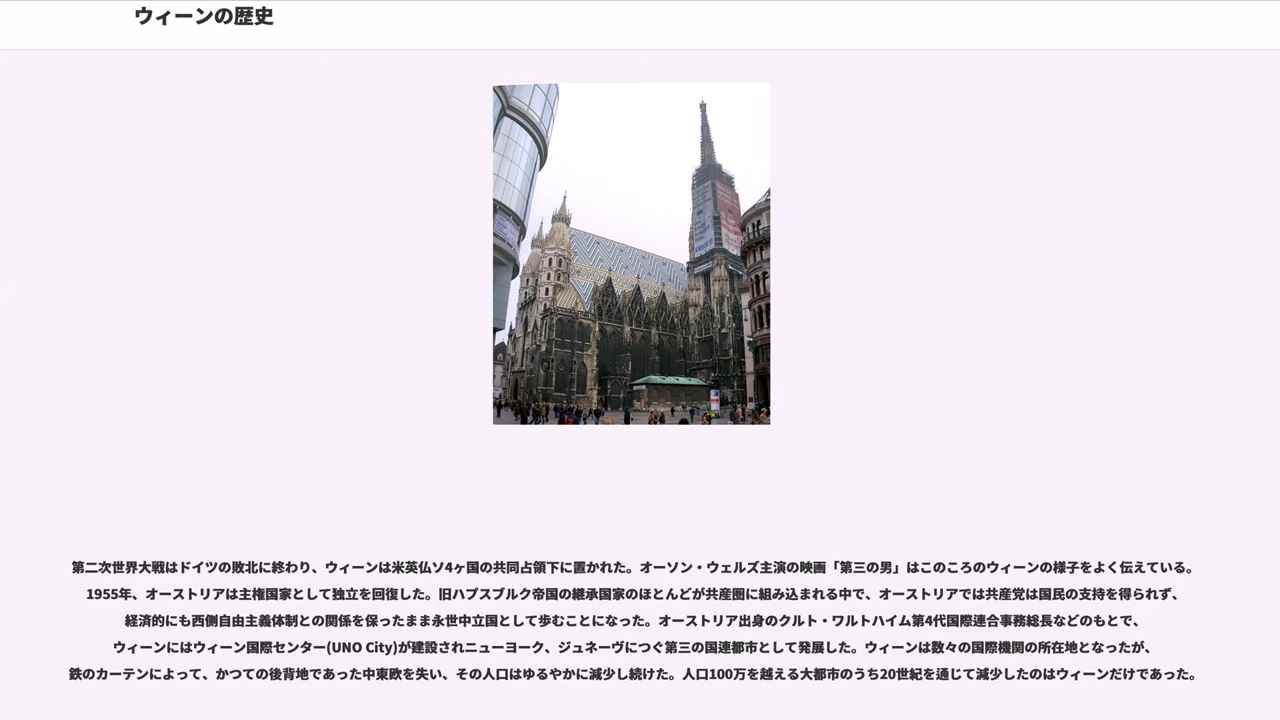 ウィーンの歴史
第二次世界大戦はドイツの敗北に終わり、ウィーンは米英仏ソ4ヶ国の共同占領下に置かれた。オーソン・ウェルズ主演の映画「第三の男」はこのころのウィーンの様子をよく伝えている。
1955年、オーストリアは主権国家として独立を回復した。旧ハプスブルク帝国の継承国家のほとんどが共産圏に組み込まれる中で、オーストリアでは共産党は国民の支持を得られず、
経済的にも西側自由主義体制との関係を保ったまま永世中立国として歩むことになった。オーストリア出身のクルト・ワルトハイム第4代国際連合事務総長などのもとで、
ウィーンにはウィーン国際センター(UNO City)が建設されニューヨーク、ジュネーヴにつぐ第三の国連都市として発展した。ウィーンは数々の国際機関の所在地となったが、
鉄のカーテンによって、かつての後背地であった中東欧を失い、その人口はゆるやかに減少し続けた。人口100万を越える大都市のうち20世紀を通じて減少したのはウィーンだけであった。